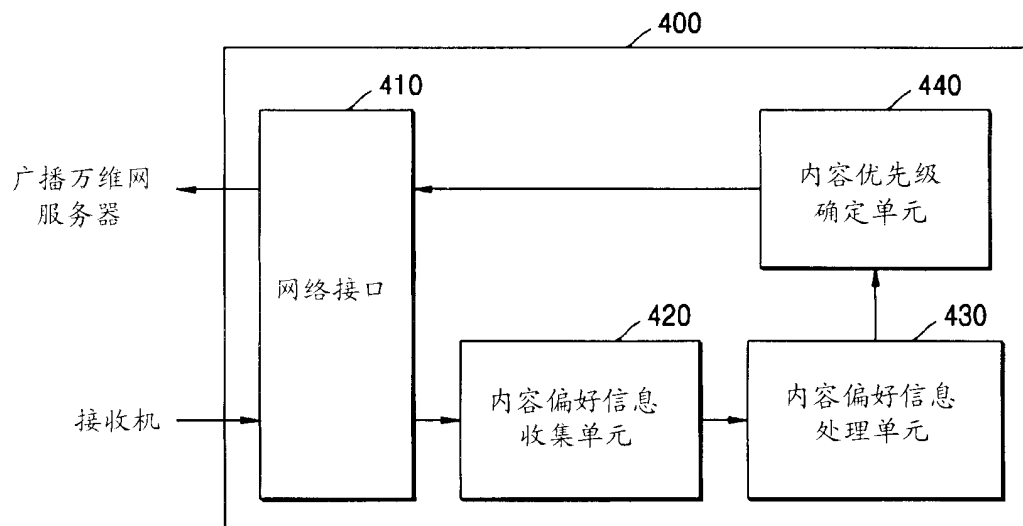 400
410
440
广播万维网
服务器
内容优先级
确定单元
网络接口
420
430
接收机
内容偏好信息
收集单元
内容偏好信息
处理单元